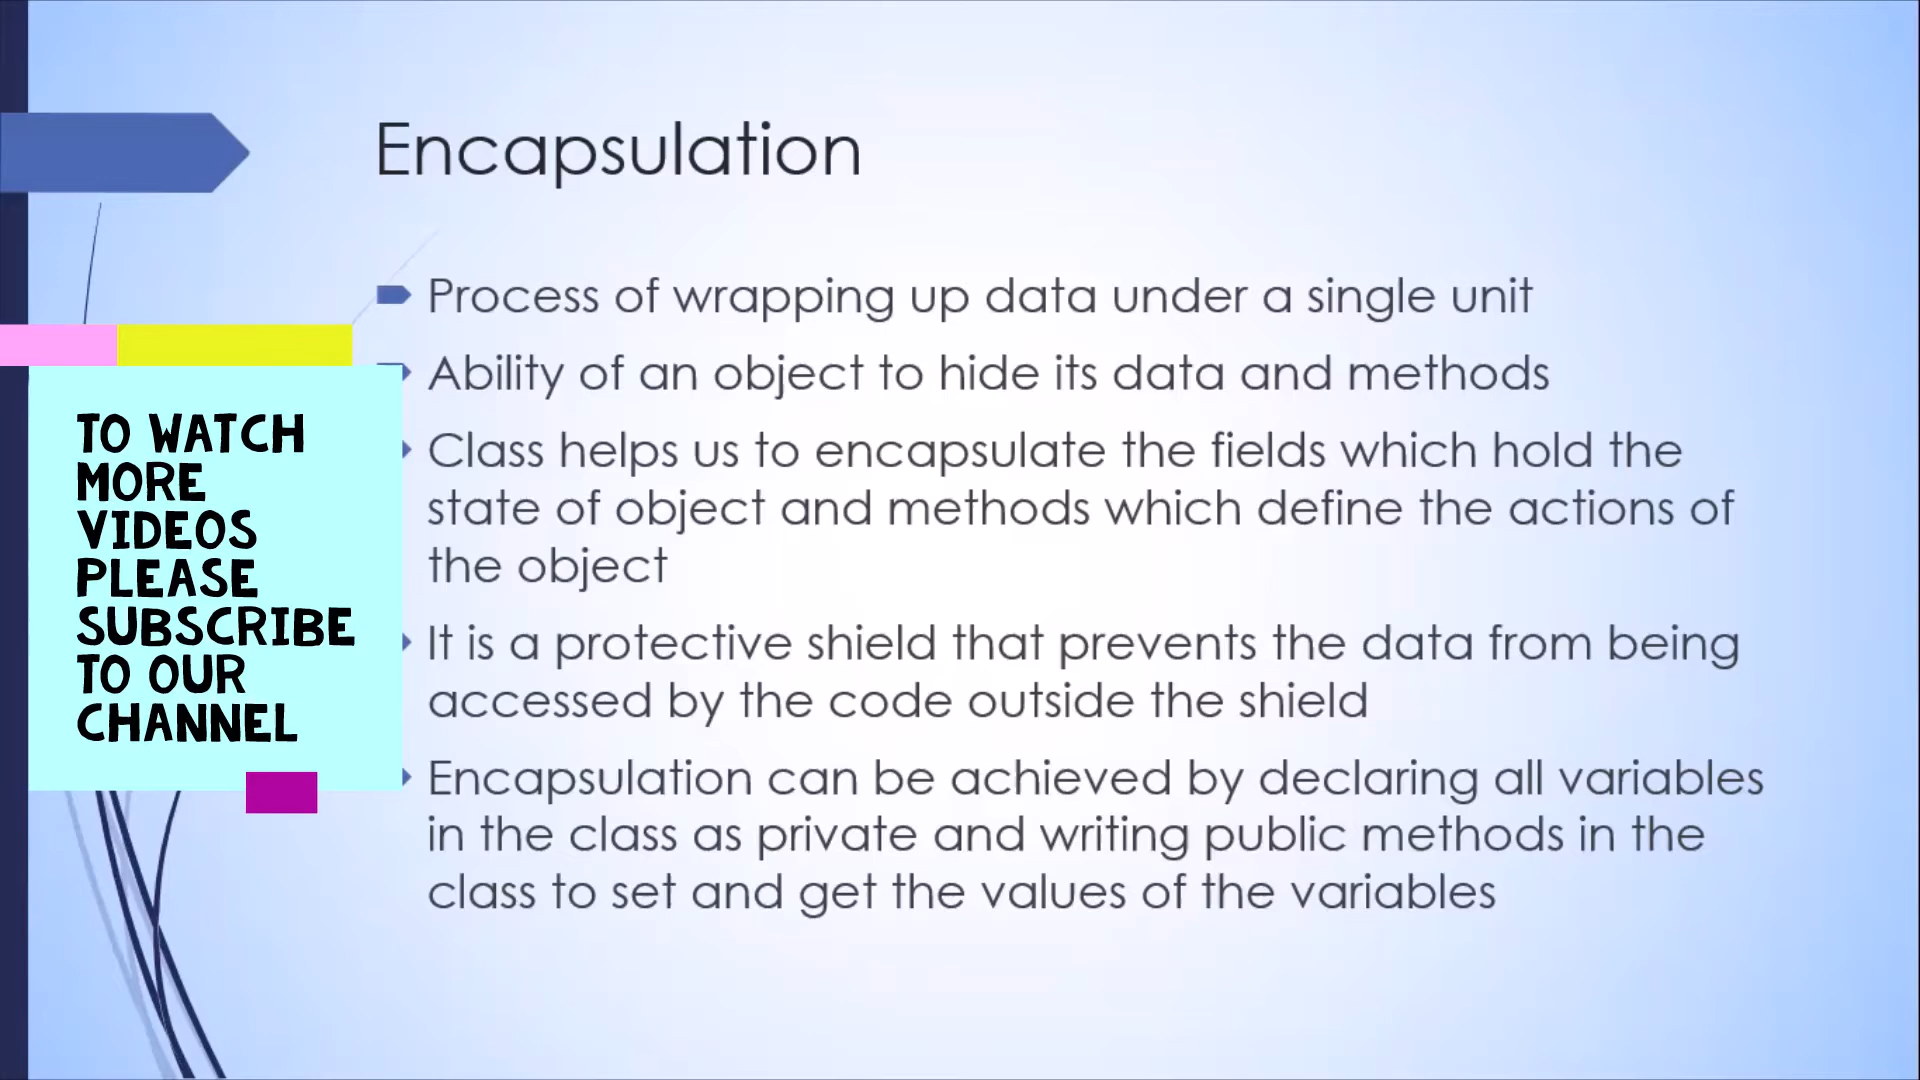 Encapsulation
Process of wrapping up data under a single unit
Ability of an object to hide its data and methods
Class helps us to encapsulate the fields which hold the
state of object and methods which define the actions of
the object
It is a protective shield that prevents the data from being
accessed by the code outside the shield
Encapsulation can be achieved by declaring all variables
in the class as private and writing public methods in the
class to set and get the values of the variables
TO WATCH
MORE
VIDEOS
PLEASE
SUBSCRIBE
TO OUR
CHANNEL